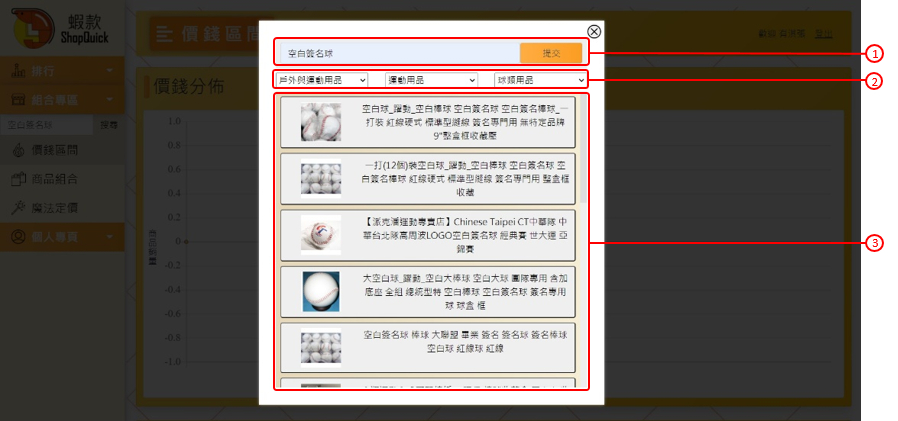 蝦款
ShopQuick
價錢區間
登出
空白簽名球
提交
1
排行
戶外與運動用品
運動用品
球類用品
2
價錢分佈
組合專區
空白簽名球
搜尋
價錢區間
商品組合
魔法定價
個人專頁
1.0
0.8
0.6
0.4
0.2
0
-0.2
-0.4
-0.6
-0.8
-1.0
空白球_躍動_空白棒球 空白簽名球 空白簽名棒球_一
打裝 紅線硬式 標準型縫線 簽名專門用 無特定品牌
9"整盒框收藏壓
一打(12個)裝空白球_躍動_空白棒球 空白簽名球 空
白簽名棒球 紅線硬式 標準型縫線 簽名專門用 整盒框
收藏
【派克潘運動專賣店】Chinese Taipei CT中華隊 中
華台北隊高周波LOGO空白簽名球 經典賽 世大運 亞
錦賽
3
大空白球_躍動_空白大棒球 空白大球 團隊專用 含加
底座 全組 總統型特 空白棒球 空白簽名球 簽名專用
球 球盒 框
空白簽名球 棒球 大聯盟 畢業 簽名 簽名球 簽名棒球
空白球 紅線球 紅線